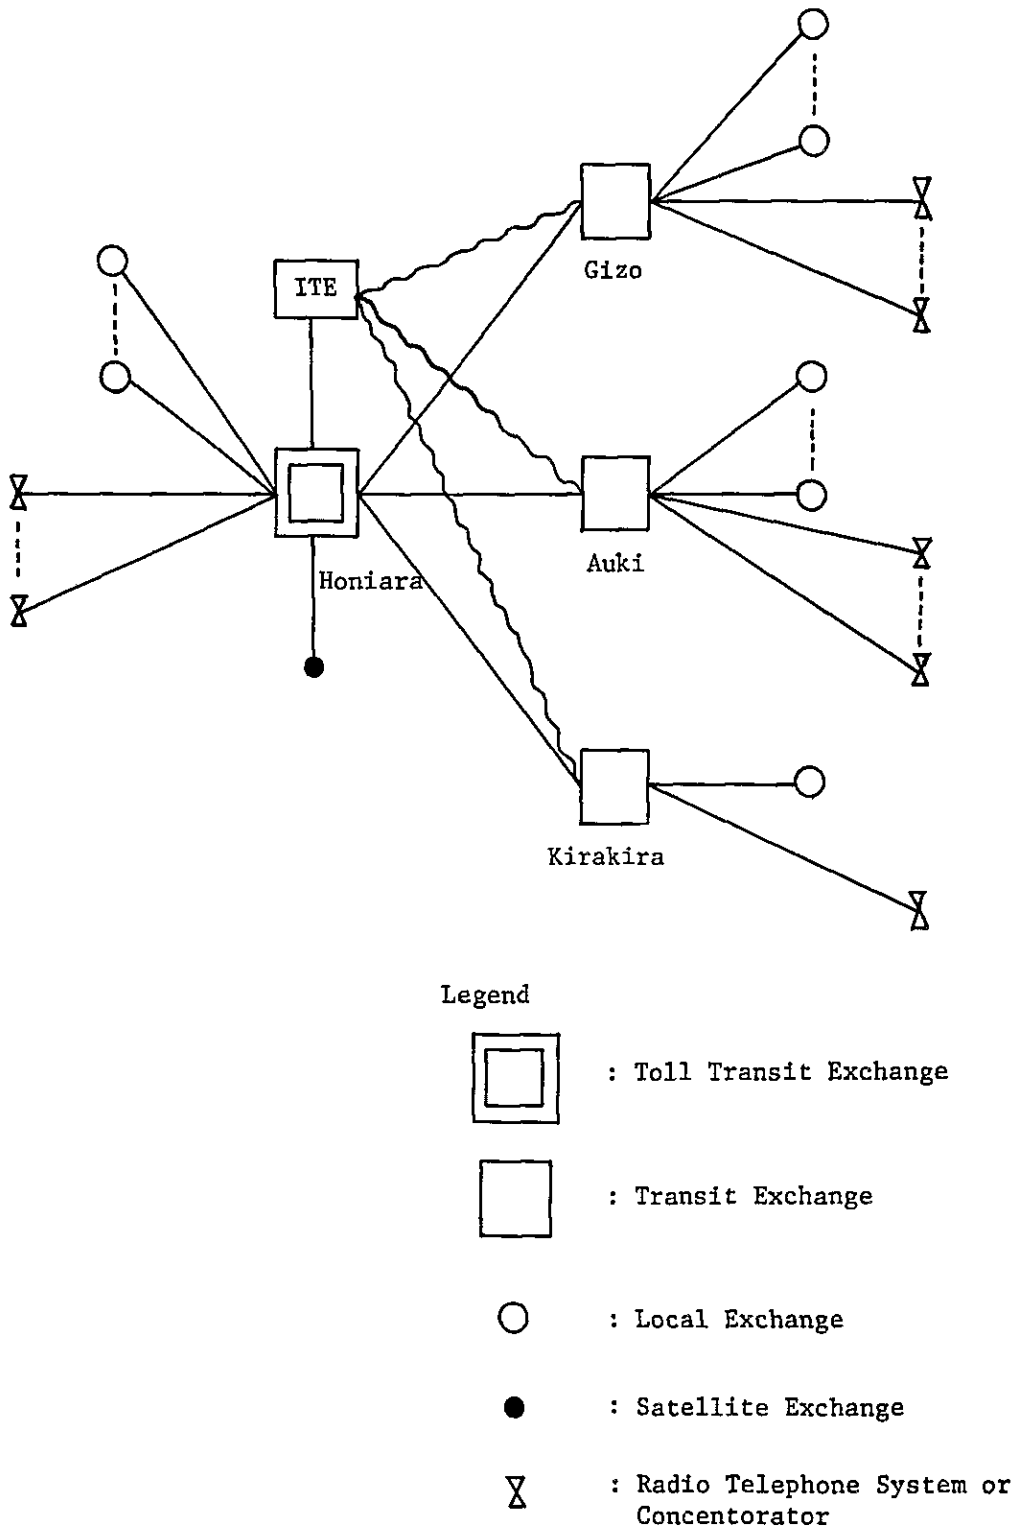 Gizo
ITE
Auki
Honiara
Kirakira
Legend
: Toll Transit Exchange
: Transit Exchange
: Local Exchange
: Satellite Exchange
: Radio Telephone System or
Concentorator